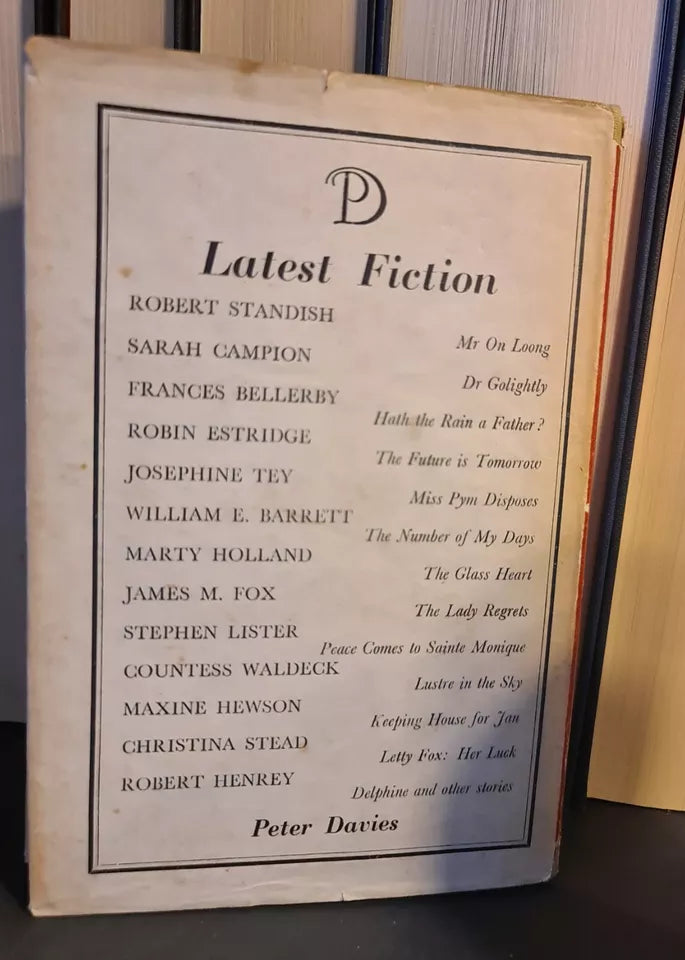 PD
Latest Fiction
ROBERT STANDISH
Mr On Loong
SARAH CAMPION
Dr Golightly
FRANCES BELLERBY
Hath the Rain a Father?
ROBIN ESTRIDGE
The Future is Tomorrow
JOSEPHINE TEY
Miss Pym Disposes
WILLIAM E. BARRETT
The Number of My Days
MARTY HOLLAND
The Glass Heart
JAMES M. FOX
The Lady Regrets
STEPHEN LISTER
Peace Comes to Sainte Monique
COUNTESS WALDECK
Lustre in the Sky
MAXINE HEWSON
Keeping House for Jan
CHRISTINA STEAD
Letty Fox: Her Luck
ROBERT HENREY
Delphine and other stories
Peter Davies